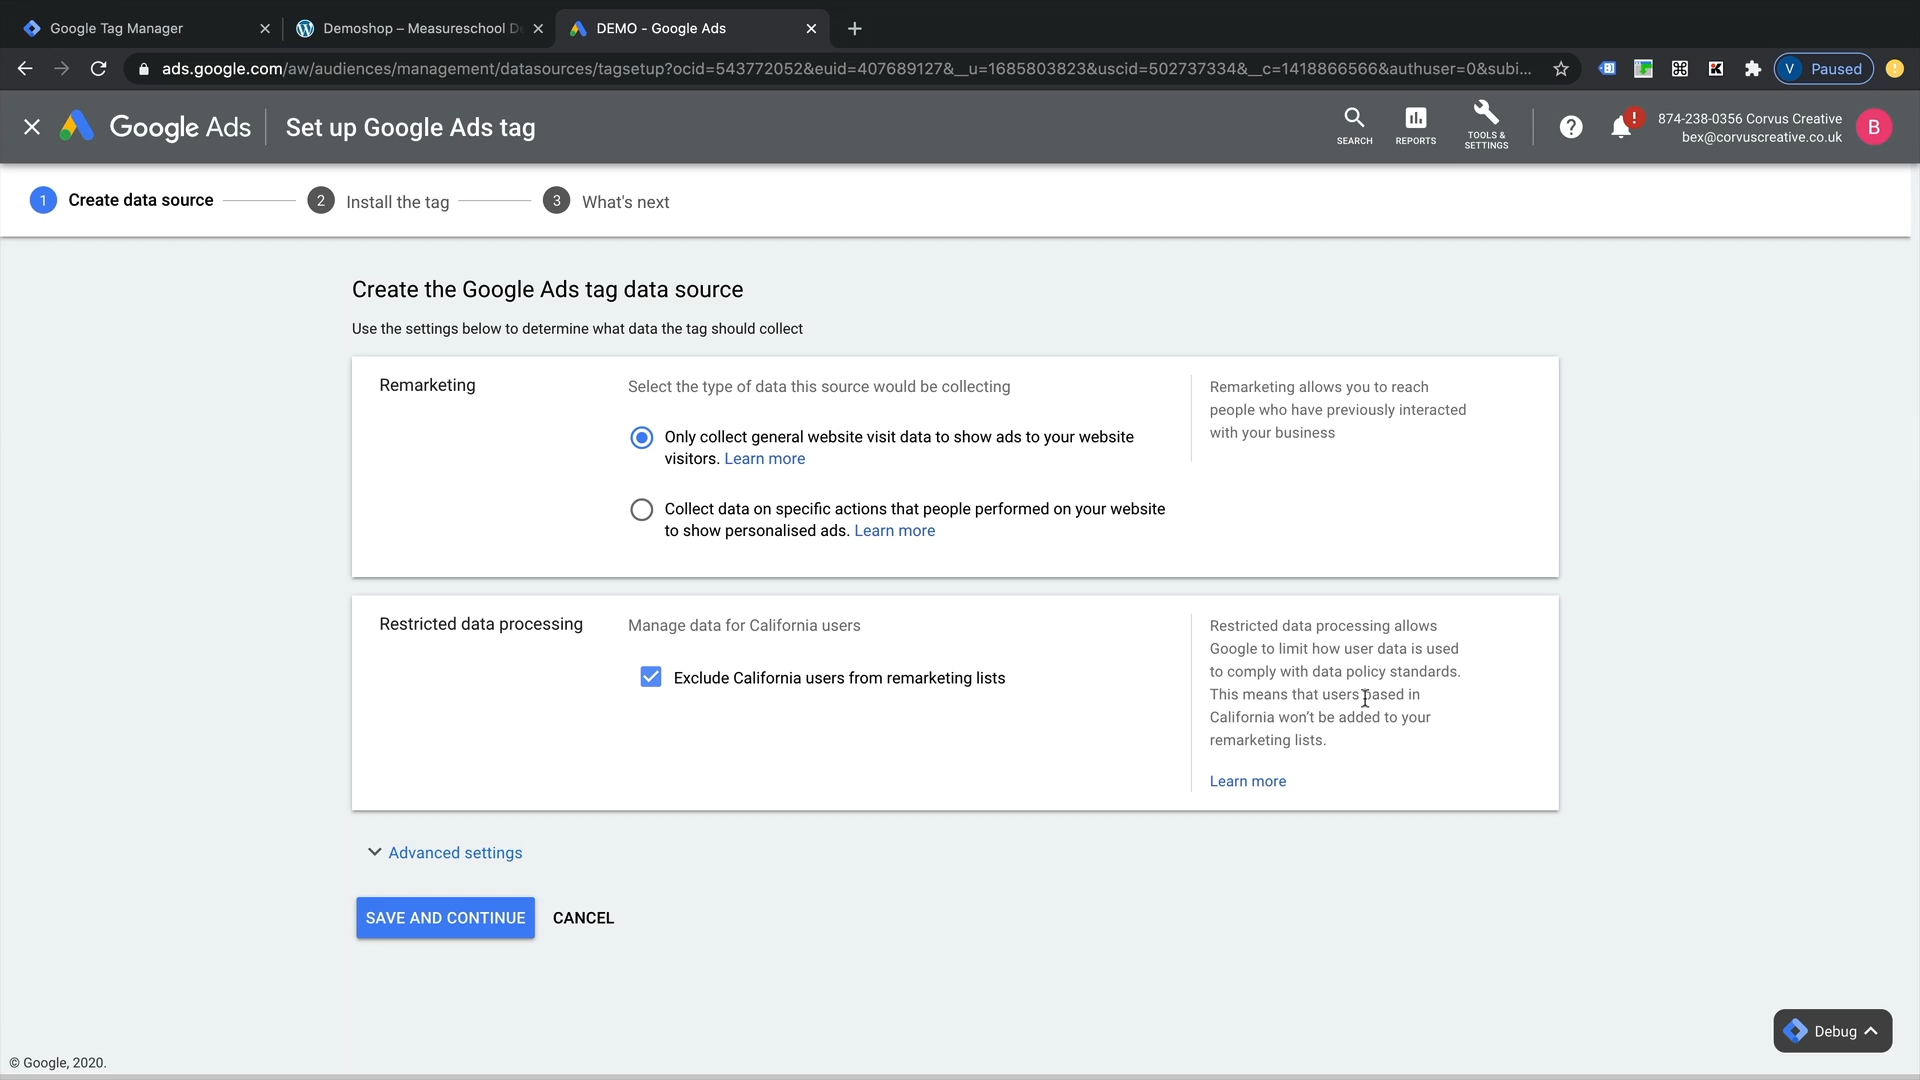 Google Tag Manager
Demoshop – Measureschool D
DEMO - Google Ads
ads.google.com/aw/audiences/management/datasources/tagsetup?ocid=543772052&euid=407689127&__u=1685803823&uscid=502737334&__c=1418866566&authuser=0&subi...
V Paused
Google Ads
Set up Google Ads tag
SEARCH
REPORTS
TOOLS &
SETTINGS
874-238-0356 Corvus Creative
bex@corvuscreative.co.uk
B
1 Create data source
2 Install the tag
3 What's next
Create the Google Ads tag data source
Use the settings below to determine what data the tag should collect
Remarketing
Select the type of data this source would be collecting
Only collect general website visit data to show ads to your website
visitors. Learn more
Collect data on specific actions that people performed on your website
to show personalised ads. Learn more
Remarketing allows you to reach
people who have previously interacted
with your business
Restricted data processing
Manage data for California users
Exclude California users from remarketing lists
Restricted data processing allows
Google to limit how user data is used
to comply with data policy standards.
This means that users based in
California won't be added to your
remarketing lists.
Learn more
Advanced settings
SAVE AND CONTINUE
CANCEL
Debug
© Google, 2020.